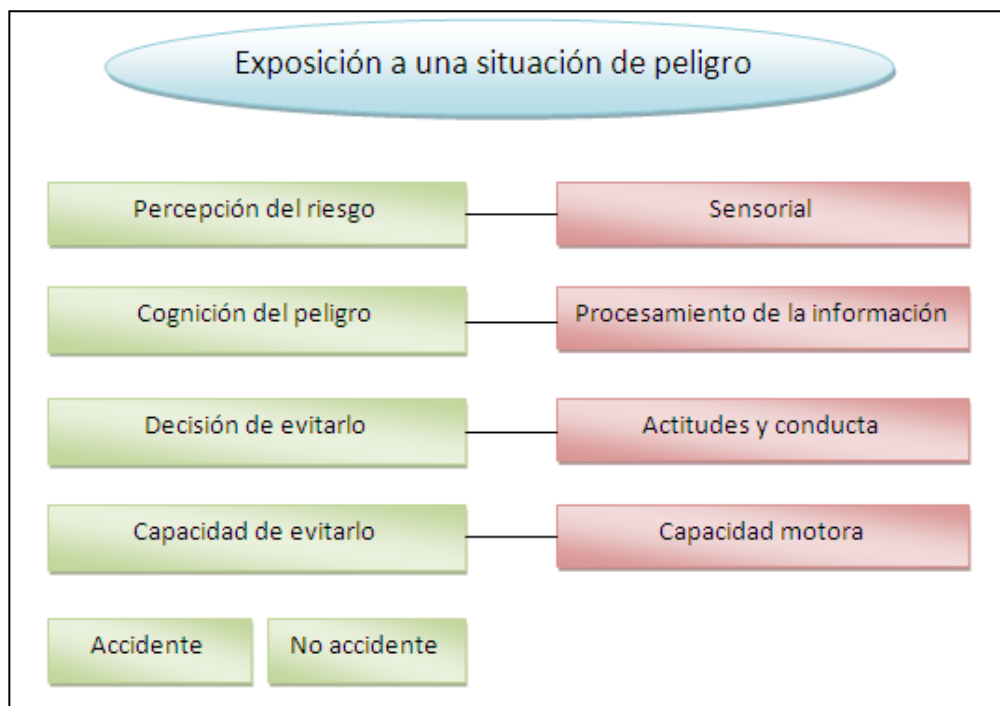 Exposición a una situación de peligro
Percepción del riesgo
Sensorial
Cognición del peligro
Procesamiento de la información
Decisión de evitarlo
Actitudes y conducta
Capacidad de evitarlo
Capacidad motora
Accidente
No accidente